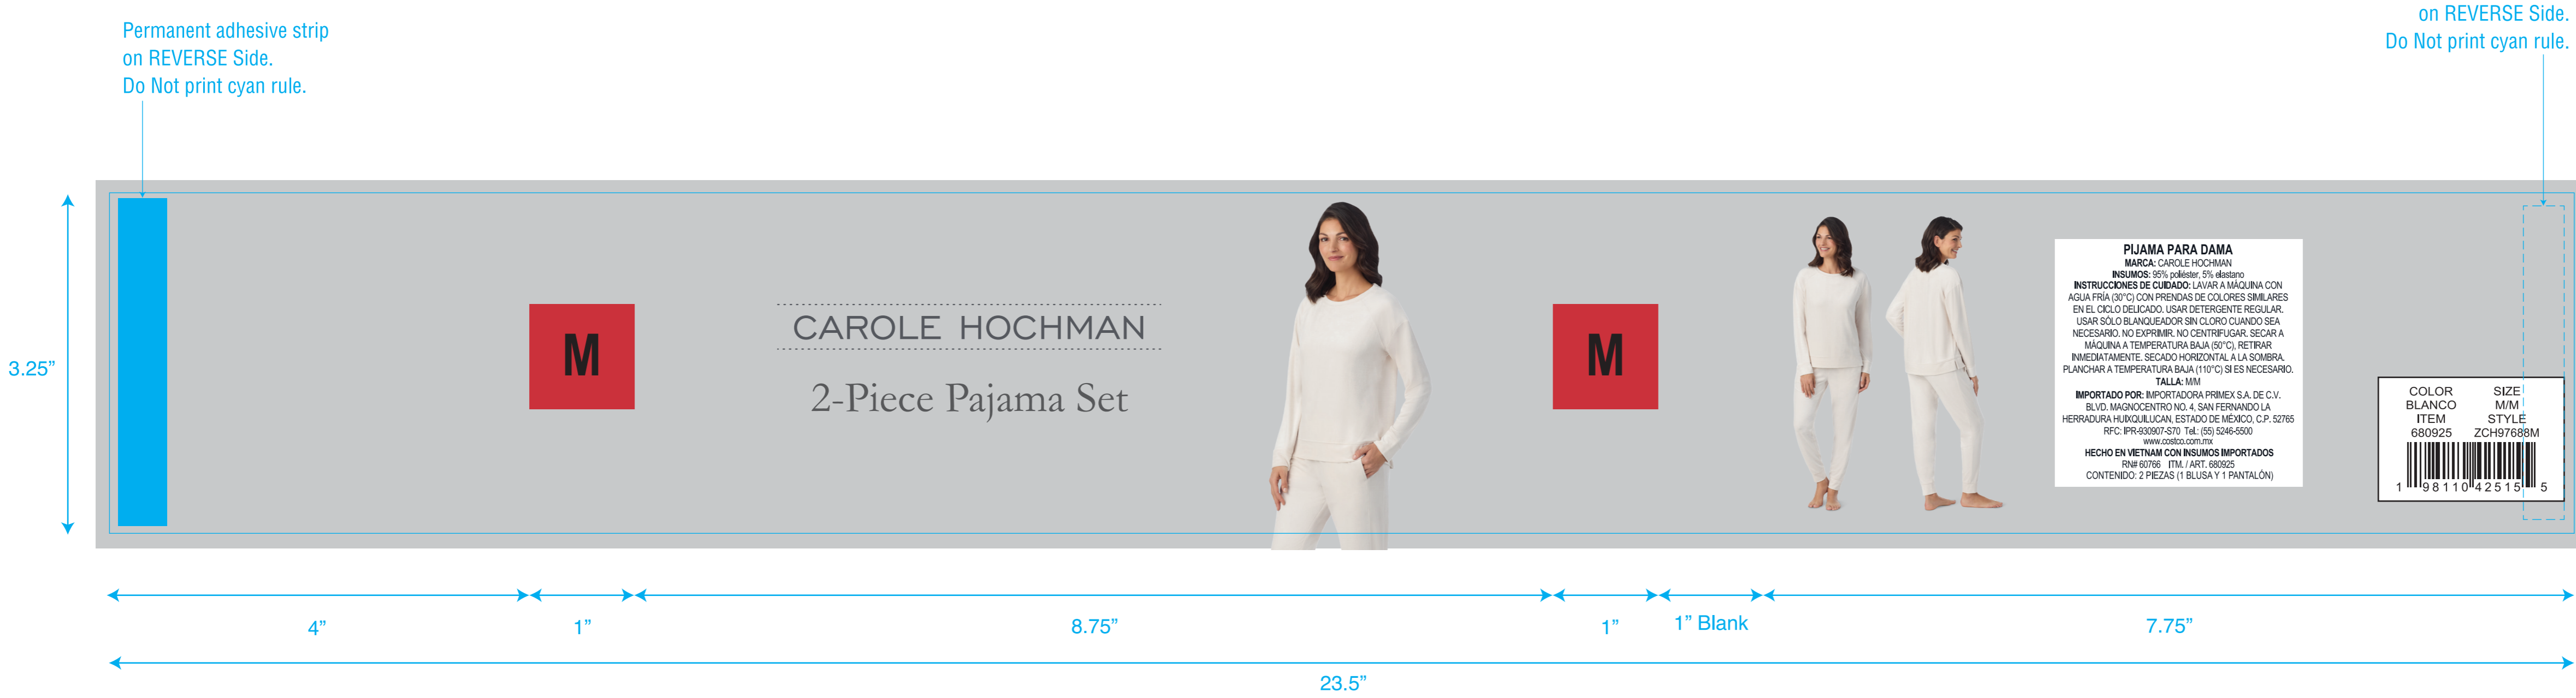 Permanent adhesive strip
on REVERSE Side.
Do Not print cyan rule.
on REVERSE Side.
Do Not print cyan rule.
3.25”
M
CAROLE HOCHMAN
2-Piece Pajama Set
M
PIJAMA PARA DAMA
MARCA: CAROLE HOCHMAN
INSUMOS: 95% poliéster, 5% elastano
INSTRUCCIONES DE CUIDADO: LAVAR A MÁQUINA CON
AGUA FRÍA (30°C) CON PRENDAS DE COLORES SIMILARES
EN EL CICLO DELICADO. USAR DETERGENTE REGULAR.
USAR SÓLO BLANQUEADOR SIN CLORO CUANDO SEA
NECESARIO. NO EXPRIMIR. NO CENTRIFUGAR. SECAR A
MÁQUINA A TEMPERATURA BAJA (50°C), RETIRAR
INMEDIATAMENTE. SECADO HORIZONTAL A LA SOMBRA.
PLANCHAR A TEMPERATURA BAJA (110°C) SI ES NECESARIO.
TALLA: M/M
IMPORTADO POR: IMPORTADORA PRIMEX S.A. DE C.V.
BLVD. MAGNOCENTRO NO. 4, SAN FERNANDO LA
HERRADURA HUIXQUILUCAN, ESTADO DE MÉXICO, C.P. 52765
RFC: IPR-930907-S70 Tel.: (55) 5246-5500
www.costco.com.mx
HECHO EN VIETNAM CON INSUMOS IMPORTADOS
RN# 60766 ITM. / ART. 680925
CONTENIDO: 2 PIEZAS (1 BLUSA Y 1 PANTALÓN)
COLOR SIZE
BLANCO M/M
ITEM STYLE
680925 ZCH97688M
1 98110 42515 5
4” 1” 8.75” 1” 1” Blank 7.75”
23.5”